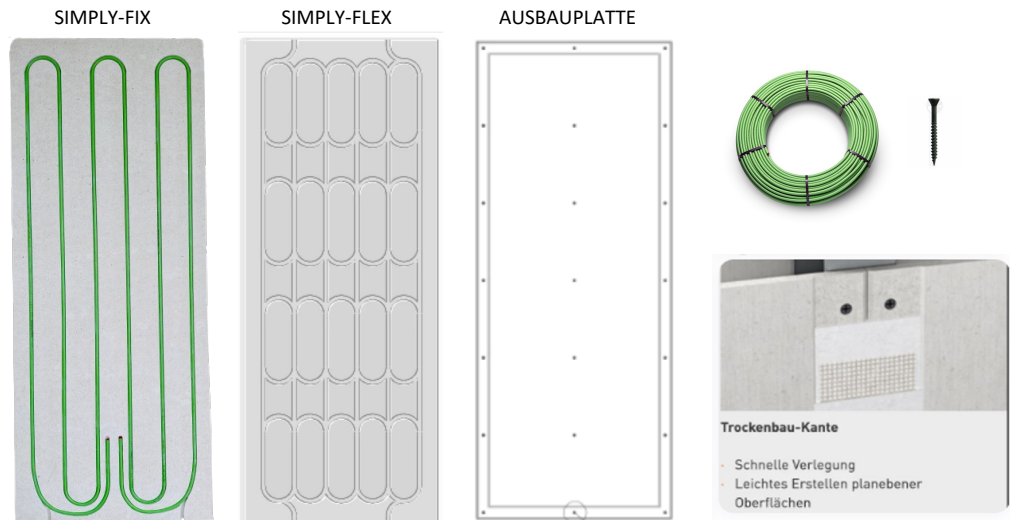 SIMPLY-FIX
SIMPLY-FLEX
AUSBAUPLATTE
Trockenbau-Kante
- Schnelle Verlegung
- Leichtes Erstellen planebener
Oberflächen